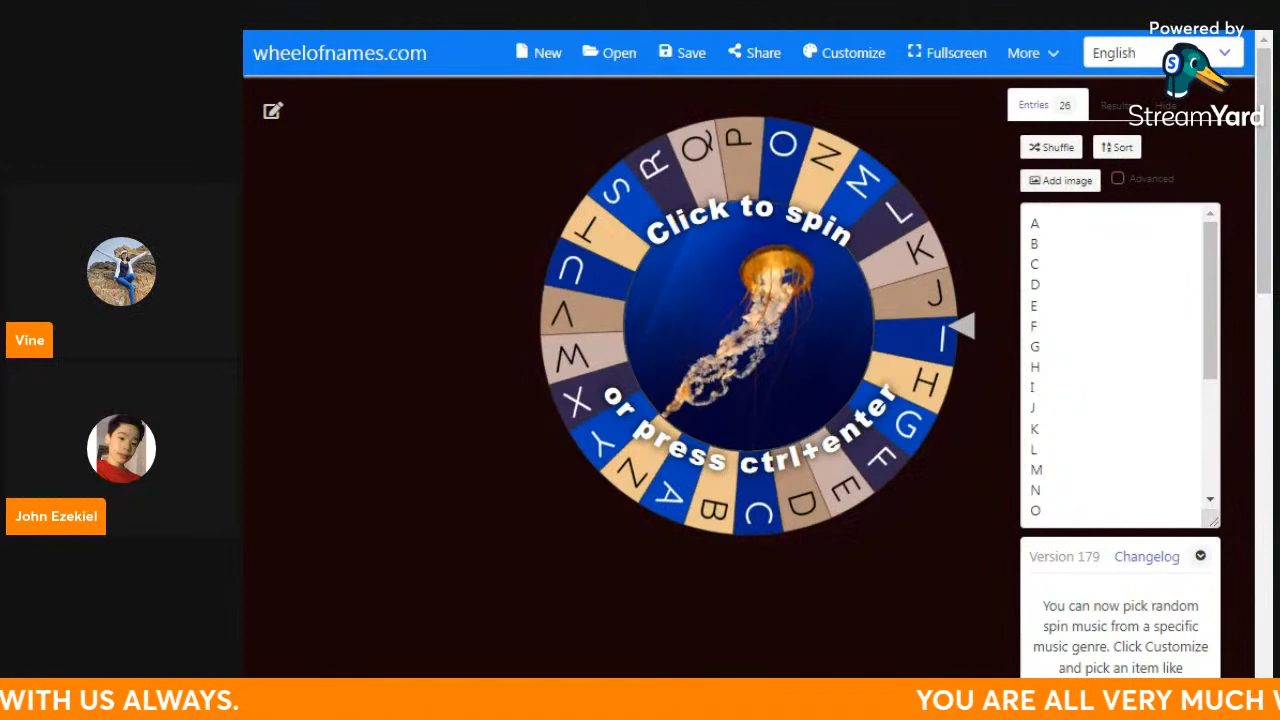 Powered by
StreamYard
wheelofnames.com
New
Open
Save
Share
Customize
Fullscreen
More
English
Entries 26
Results
Hide
Shuffle
Sort
Add image
Advanced
A
B
C
D
E
F
G
H
I
J
K
L
M
N
O
Click to spin
or press ctrl+enter
A
B
C
D
E
F
G
H
I
J
K
L
M
N
O
P
Q
R
S
T
U
V
W
X
Y
Z
Vine
John Ezekiel
Version 179
Changelog
You can now pick random
spin music from a specific
music genre. Click Customize
and pick an item like
WITH US ALWAYS.
YOU ARE ALL VERY MUCH